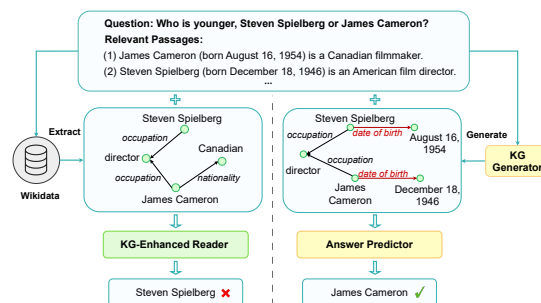 Question: Who is younger, Steven Spielberg or James Cameron?
Relevant Passages:
(1) James Cameron (born August 16, 1954) is a Canadian filmmaker.
(2) Steven Spielberg (born December 18, 1946) is an American film director.
...
Extract
Wikidata
Steven Spielberg
occupation
Canadian
director
occupation
nationality
James Cameron
Steven Spielberg
occupation
date of birth
August 16,
1954
director
occupation
date of birth
James
Cameron
December 18,
1946
Generate
KG
Generator
KG-Enhanced Reader
Answer Predictor
Steven Spielberg ✖
James Cameron ✓